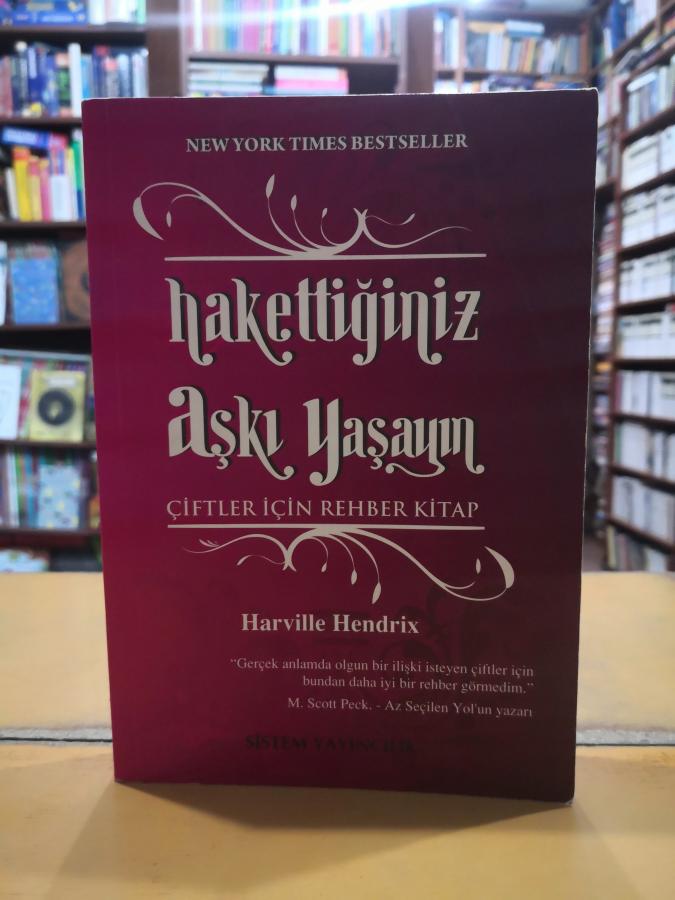 NEW YORK TIMES BESTSELLER
hakettiğiniz
aşkı yaşayın
ÇİFTLER İÇİN REHBER KİTAP
Harville Hendrix
“Gerçek anlamda olgun bir ilişki isteyen çiftler için
bundan daha iyi bir rehber görmedim.”
M. Scott Peck. - Az Seçilen Yol'un yazarı
SİSTEM YAYINCILIK